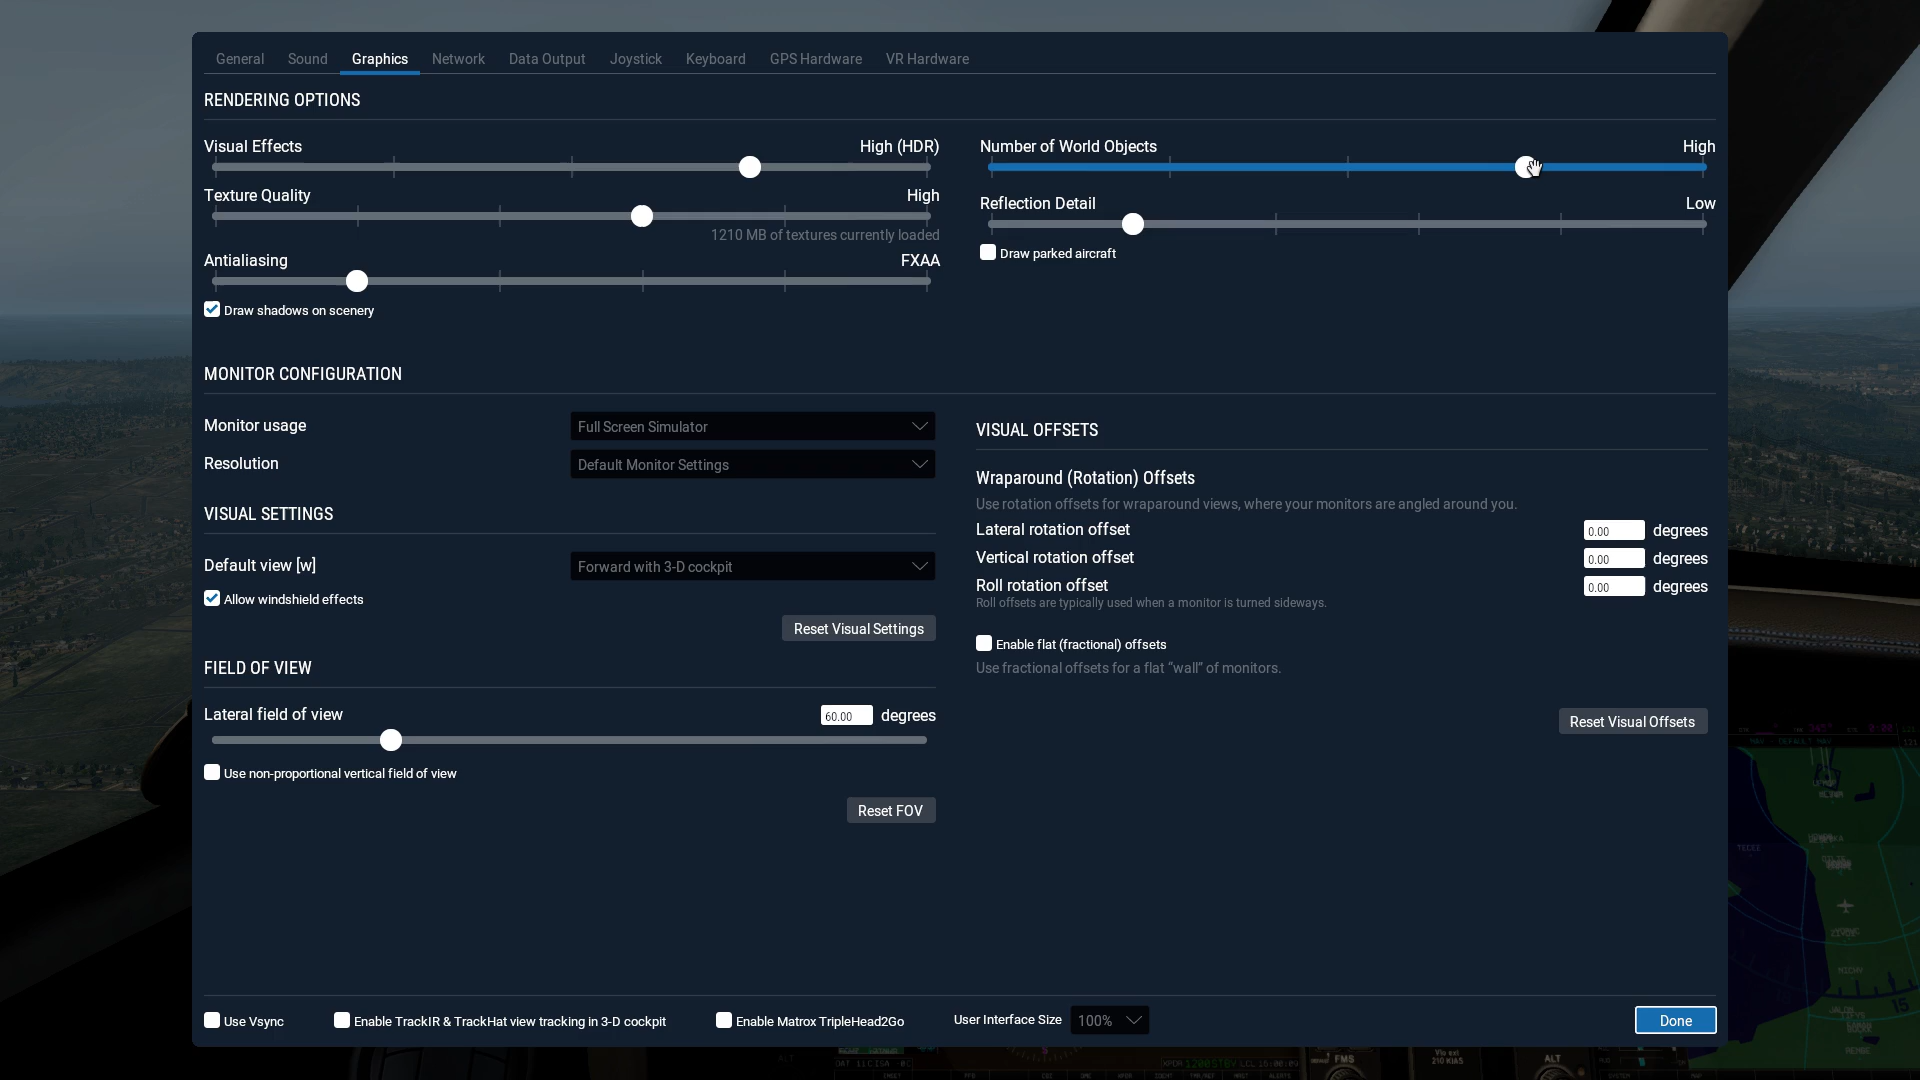 General Sound Graphics Network Data Output Joystick Keyboard GPS Hardware VR Hardware
RENDERING OPTIONS
Visual Effects High (HDR)
Texture Quality High
1210 MB of textures currently loaded
Antialiasing FXAA
Draw shadows on scenery
Number of World Objects High
Reflection Detail Low
Draw parked aircraft
MONITOR CONFIGURATION
Monitor usage Full Screen Simulator
Resolution Default Monitor Settings
VISUAL SETTINGS
Default view [w] Forward with 3-D cockpit
Allow windshield effects
Reset Visual Settings
FIELD OF VIEW
Lateral field of view 60.00 degrees
Use non-proportional vertical field of view
Reset FOV
VISUAL OFFSETS
Wraparound (Rotation) Offsets
Use rotation offsets for wraparound views, where your monitors are angled around you.
Lateral rotation offset 0.00 degrees
Vertical rotation offset 0.00 degrees
Roll rotation offset 0.00 degrees
Roll offsets are typically used when a monitor is turned sideways.
Enable flat (fractional) offsets
Use fractional offsets for a flat “wall” of monitors.
Reset Visual Offsets
Use Vsync Enable TrackIR & TrackHat view tracking in 3-D cockpit Enable Matrox TripleHead2Go User Interface Size 100% Done
15
ALT
FMS
210 KIAS
ALT